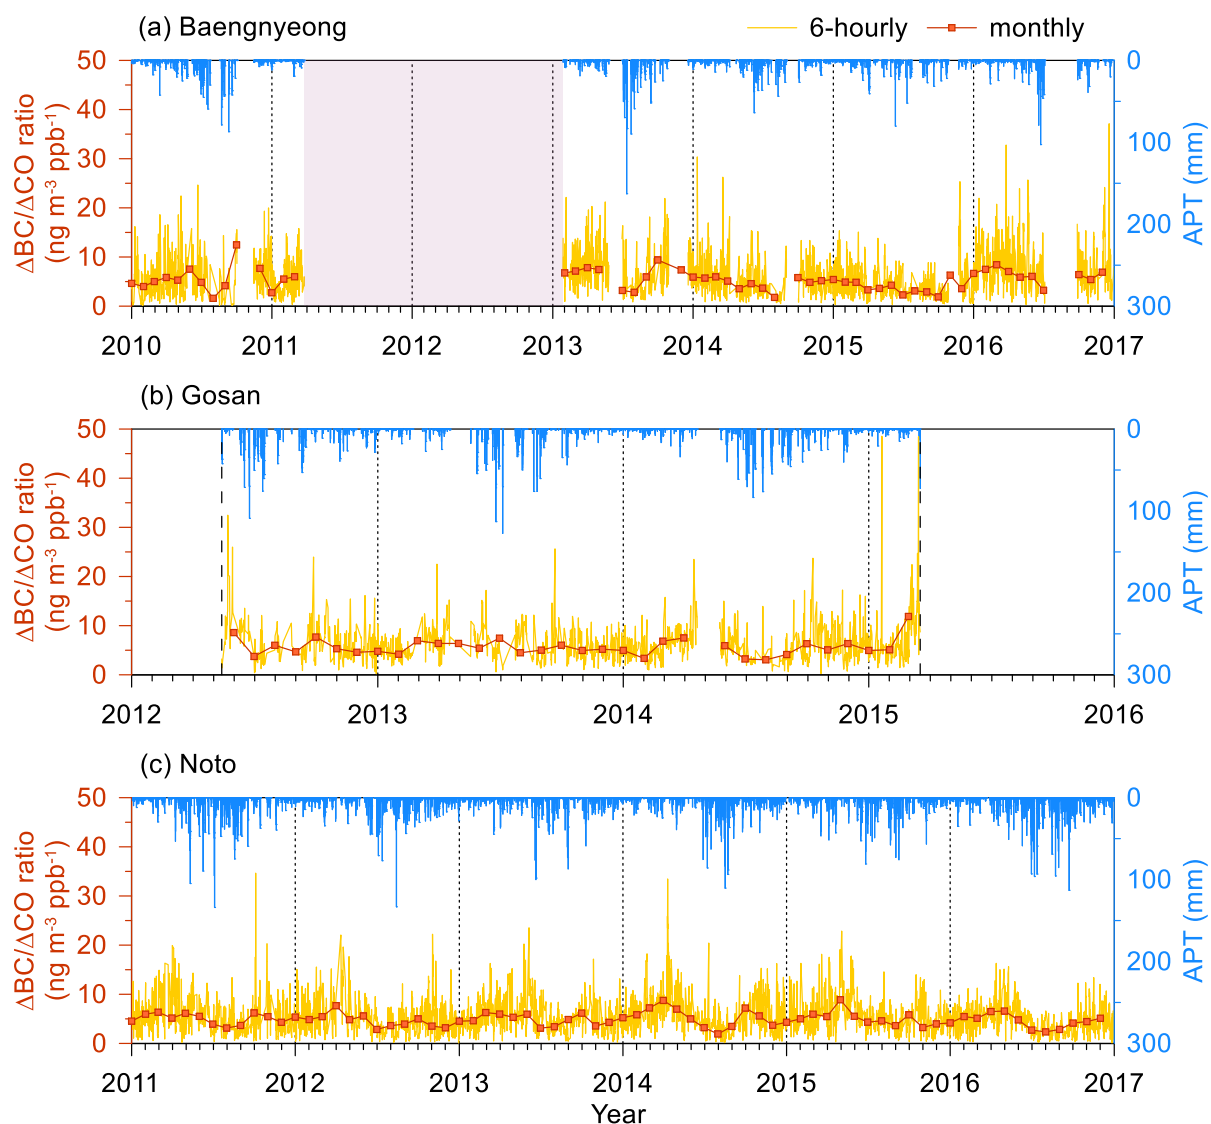 (a) Baengnyeong
6-hourly
monthly
ΔBC/ΔCO ratio
(ng m⁻³ ppb⁻¹)
50
40
30
20
10
0
0
100
200
300
APT (mm)
2010 2011 2012 2013 2014 2015 2016 2017
(b) Gosan
ΔBC/ΔCO ratio
(ng m⁻³ ppb⁻¹)
50
40
30
20
10
0
0
100
200
300
APT (mm)
2012 2013 2014 2015 2016
(c) Noto
ΔBC/ΔCO ratio
(ng m⁻³ ppb⁻¹)
50
40
30
20
10
0
0
100
200
300
APT (mm)
2011 2012 2013 2014 2015 2016 2017
Year